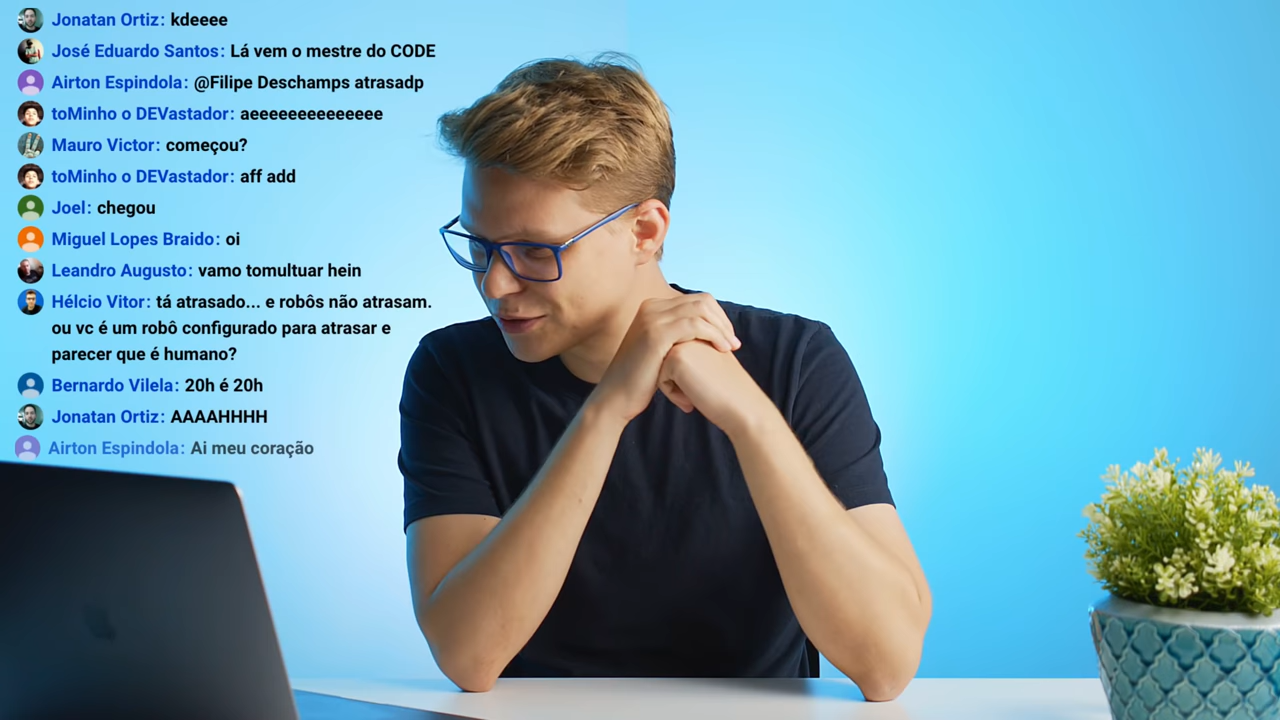 Jonatan Ortiz: kdeeee
José Eduardo Santos: Lá vem o mestre do CODE
Airton Espindola: @Filipe Deschamps atrasadp
toMinho o DEVastador: aeeeeeeeeeeeeee
Mauro Victor: começou?
toMinho o DEVastador: aff add
Joel: chegou
Miguel Lopes Braido: oi
Leandro Augusto: vamo tomultuar hein
Hélcio Vitor: tá atrasado... e robôs não atrasam.
ou vc é um robô configurado para atrasar e
parecer que é humano?
Bernardo Vilela: 20h é 20h
Jonatan Ortiz: AAAAHHHH
Airton Espindola: Ai meu coração